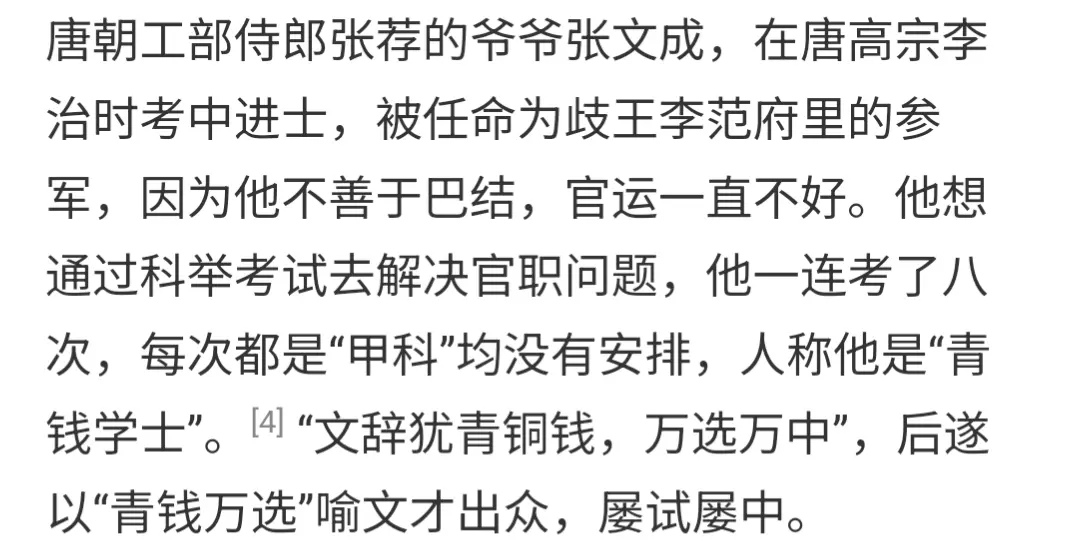 唐朝工部侍郎张荐的爷爷张文成，在唐高宗李
治时考中进士，被任命为歧王李范府里的参
军，因为他不善于巴结，官运一直不好。他想
通过科举考试去解决官职问题，他一连考了八
次，每次都是“甲科”均没有安排，人称他是“青
钱学士”。[4] “文辞犹青铜钱，万选万中”，后遂
以“青钱万选”喻文才出众，屡试屡中。